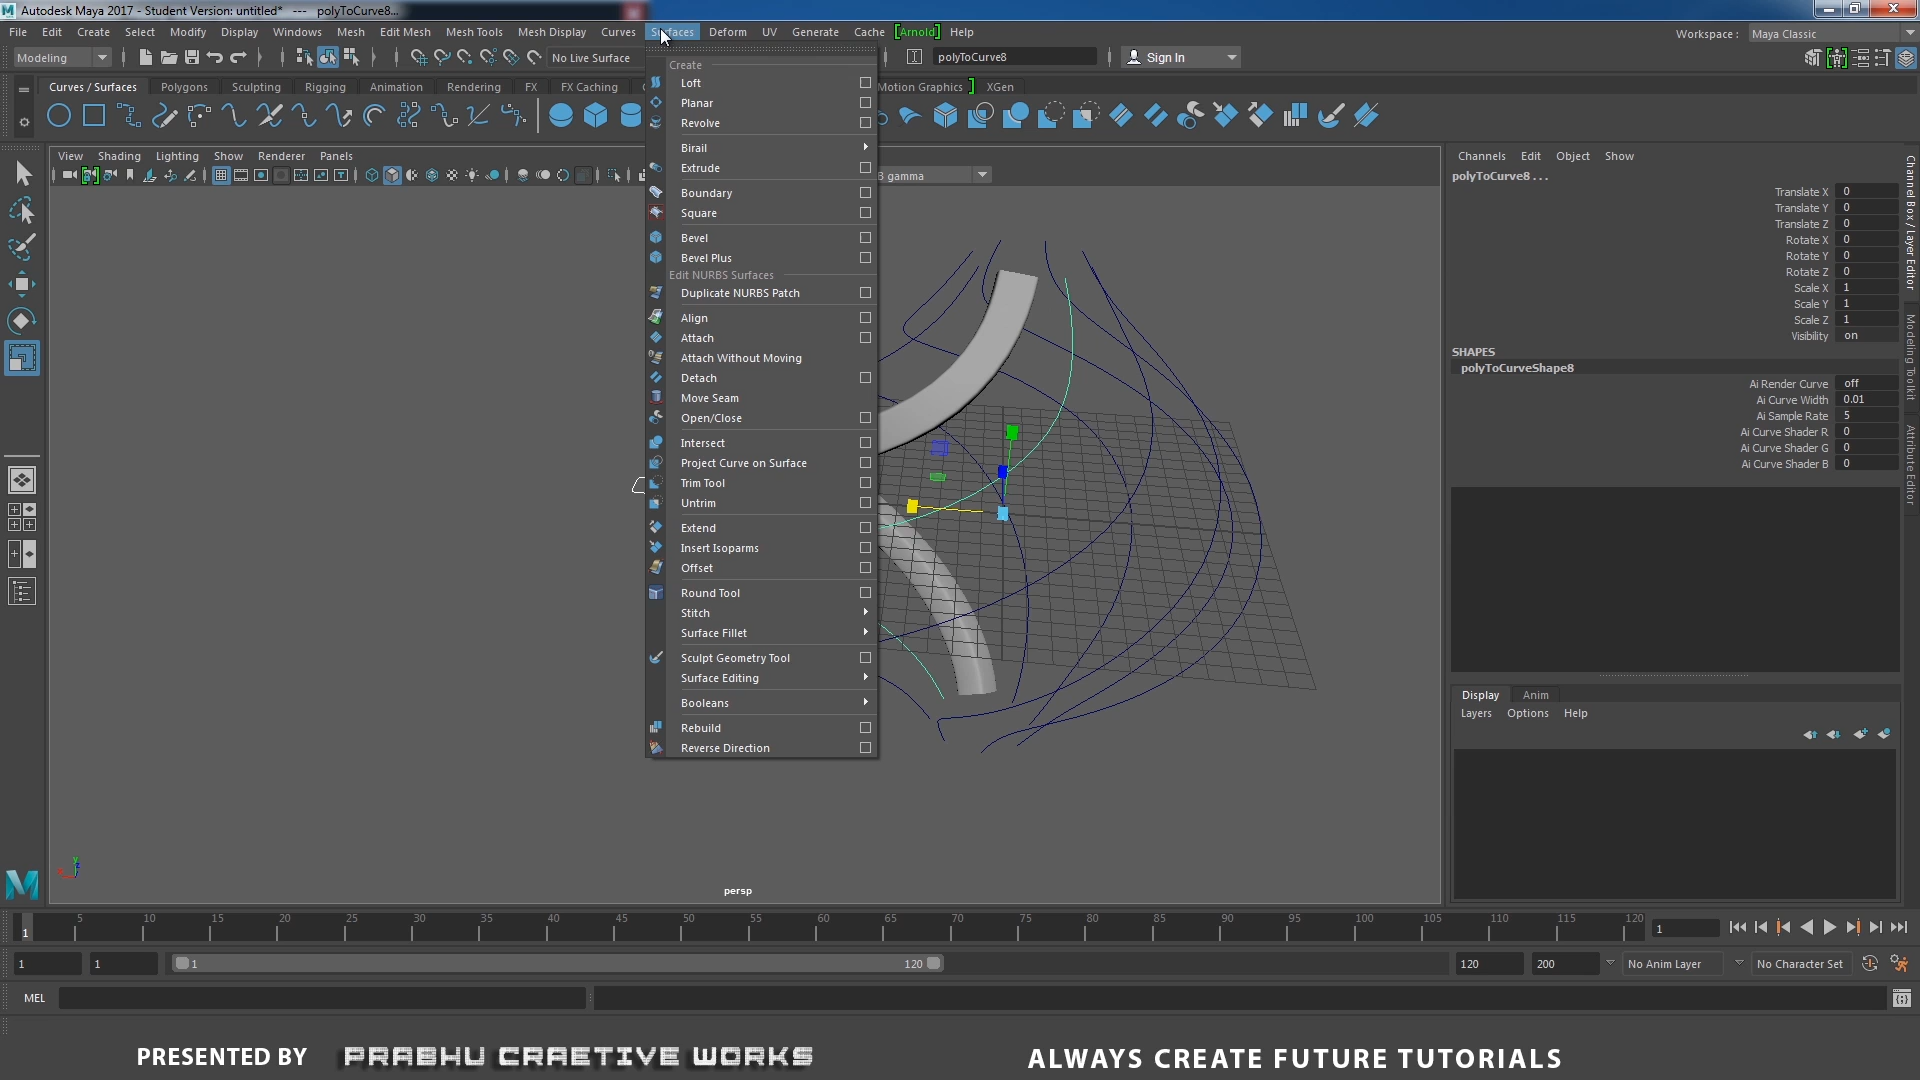 Autodesk Maya 2017 - Student Version: untitled*   ---   polyToCurve8...
File Edit Create Select Modify Display Windows Mesh Edit Mesh Mesh Tools Mesh Display Curves Surfaces Deform UV Generate Cache [Arnold] Help
Workspace : Maya Classic
Modeling No Live Surface polyToCurve8 Sign In
Curves / Surfaces Polygons Sculpting Rigging Animation Rendering FX FX Caching Motion Graphics ] XGen
View Shading Lighting Show Renderer Panels
gamma
Create
Loft
Planar
Revolve
Birail
Extrude
Boundary
Square
Bevel
Bevel Plus
Edit NURBS Surfaces
Duplicate NURBS Patch
Align
Attach
Attach Without Moving
Detach
Move Seam
Open/Close
Intersect
Project Curve on Surface
Trim Tool
Untrim
Extend
Insert Isoparms
Offset
Round Tool
Stitch
Surface Fillet
Sculpt Geometry Tool
Surface Editing
Booleans
Rebuild
Reverse Direction
persp
Channels Edit Object Show
polyToCurve8 . . .
Translate X 0
Translate Y 0
Translate Z 0
Rotate X 0
Rotate Y 0
Rotate Z 0
Scale X 1
Scale Y 1
Scale Z 1
Visibility on
SHAPES
polyToCurveShape8
Ai Render Curve off
Ai Curve Width 0.01
Ai Sample Rate 5
Ai Curve Shader R 0
Ai Curve Shader G 0
Ai Curve Shader B 0
Display Anim
Layers Options Help
Channel Box / Layer Editor
Modeling Toolkit
Attribute Editor
5 10 15 20 25 30 35 40 45 50 55 60 65 70 75 80 85 90 95 100 105 110 115 120
1 1
1 1 1 120 120 200 No Anim Layer No Character Set
MEL
PRESENTED BY PRABHU CRAETIVE WORKS ALWAYS CREATE FUTURE TUTORIALS